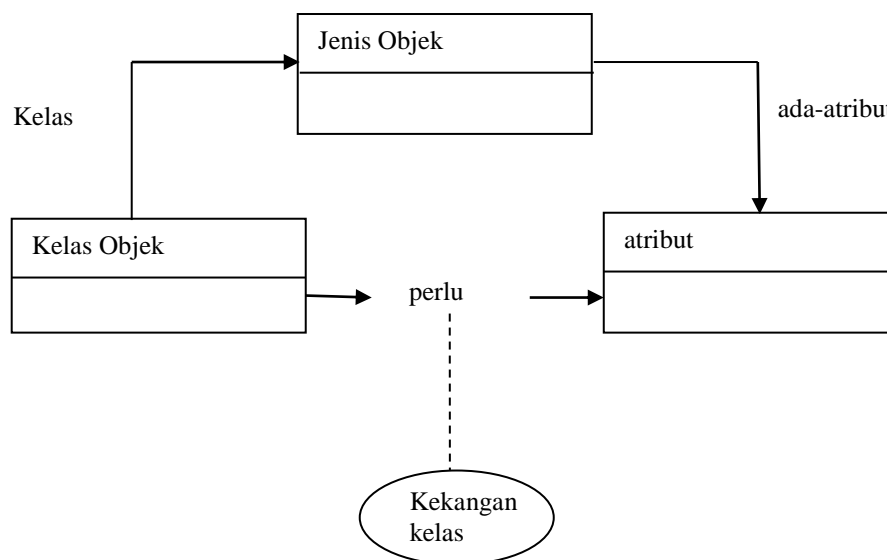 Jenis Objek
Kelas
ada-atribut
Kelas Objek
atribut
perlu
Kekangan
kelas